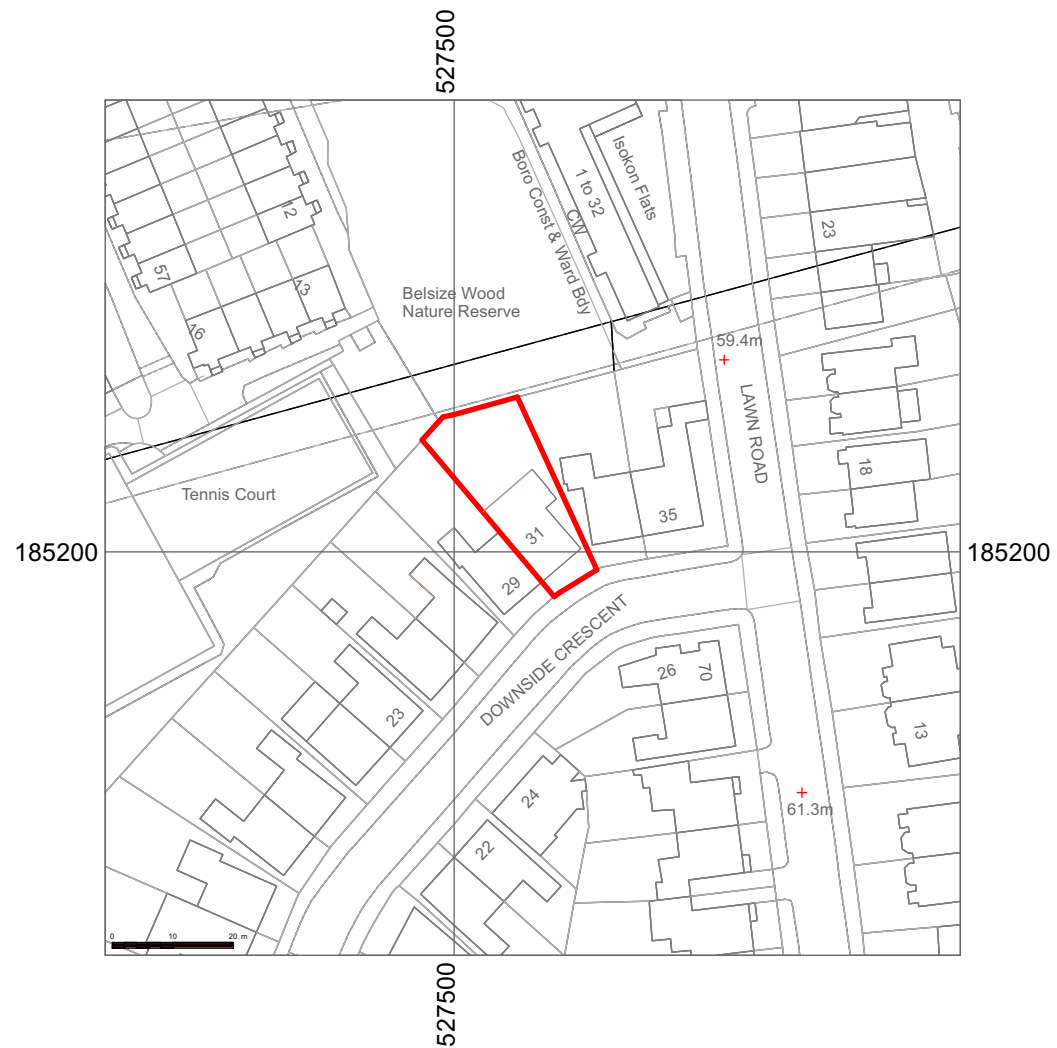 527500
Isokon Flats
1 to 32
CW
Boro Const & Ward Bdy
12
23
57
13
Belsize Wood
Nature Reserve
16
59.4m
LAWN ROAD
18
Tennis Court
35
31
185200
185200
29
DOWNSIDE CRESCENT
26
70
23
13
24
61.3m
22
0
10
20 m
527500